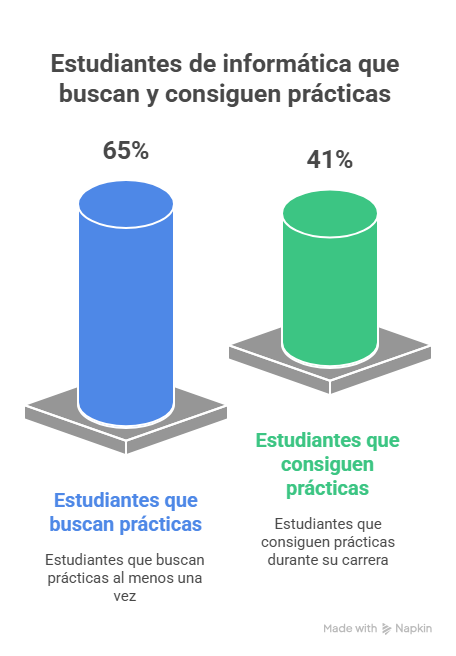 Estudiantes de informática que
buscan y consiguen prácticas
65%
41%
Estudiantes que
buscan prácticas
Estudiantes que buscan
prácticas al menos una
vez
Estudiantes que
consiguen
prácticas
Estudiantes que
consiguen prácticas
durante su carrera
Made with Napkin